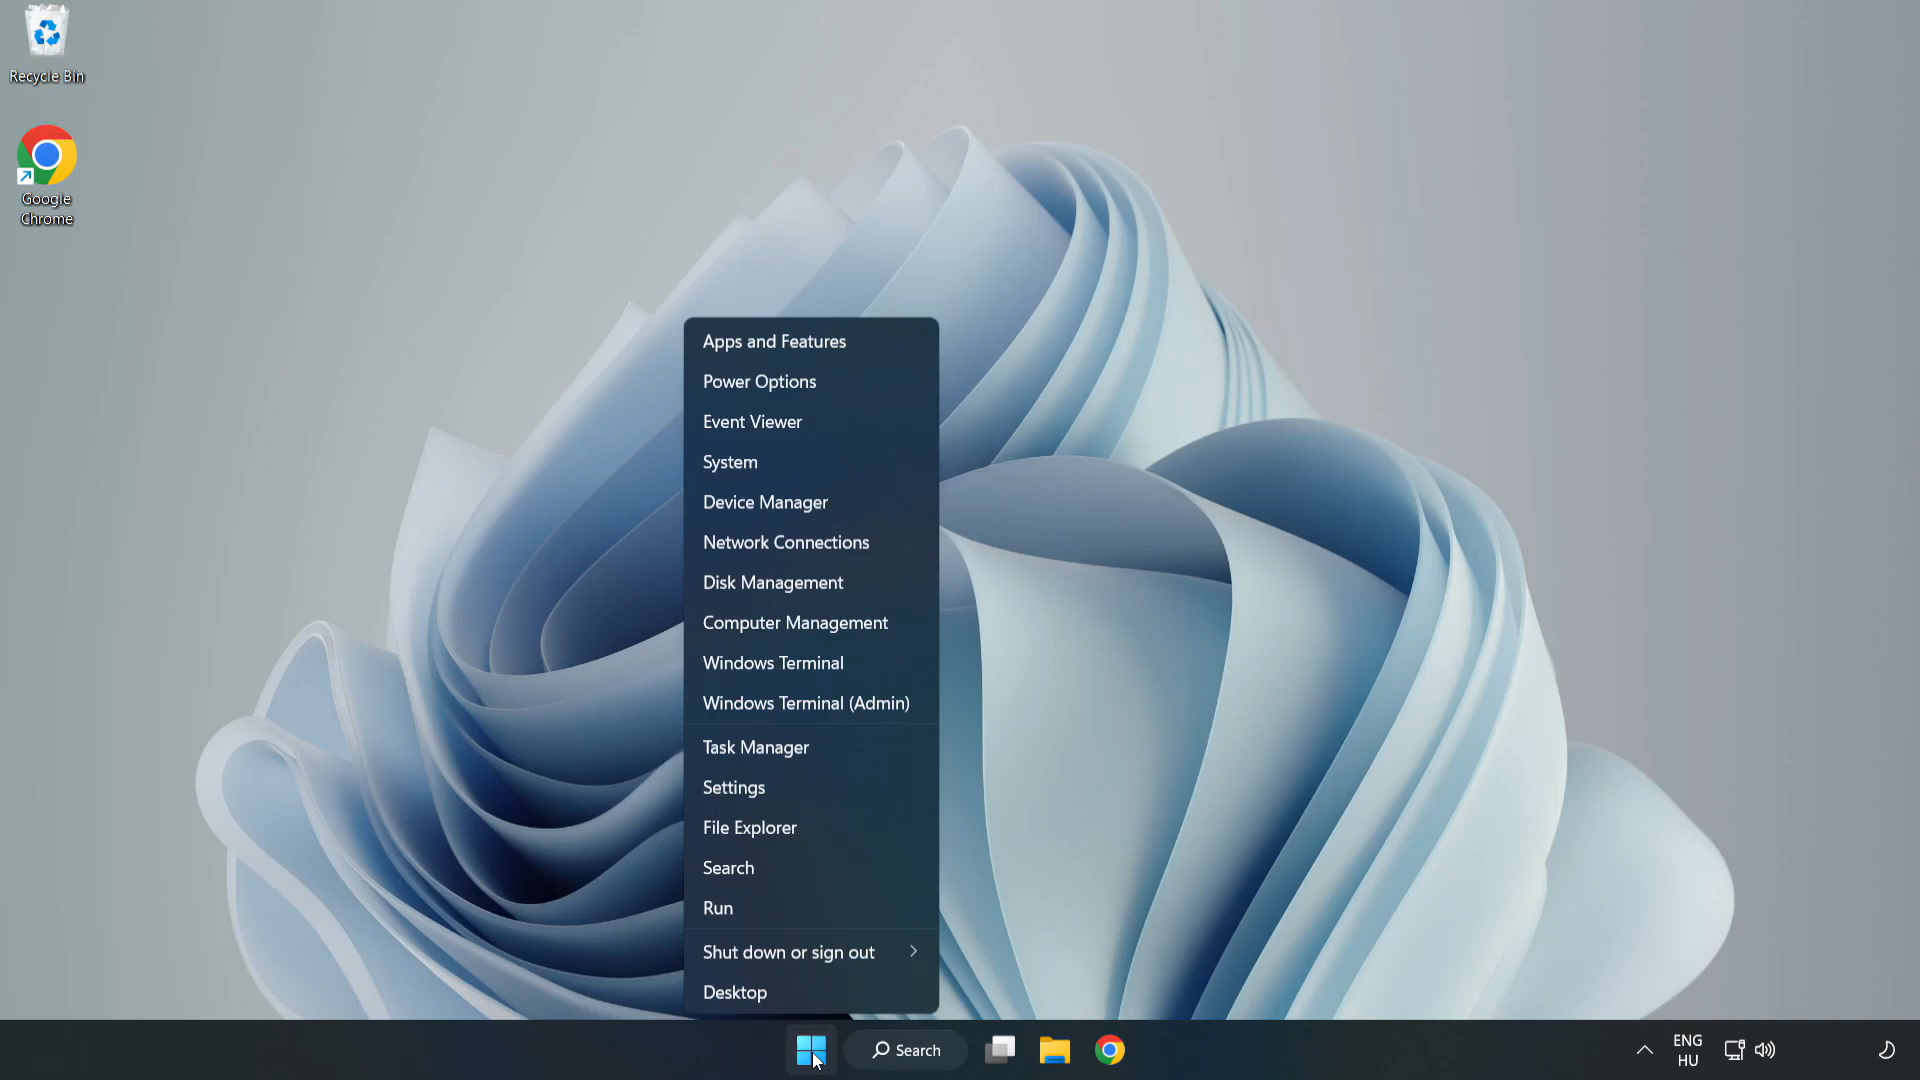 Recycle Bin
Google
Chrome
Apps and Features
Power Options
Event Viewer
System
Device Manager
Network Connections
Disk Management
Computer Management
Windows Terminal
Windows Terminal (Admin)
Task Manager
Settings
File Explorer
Search
Run
Shut down or sign out
Desktop
Search
ENG
HU